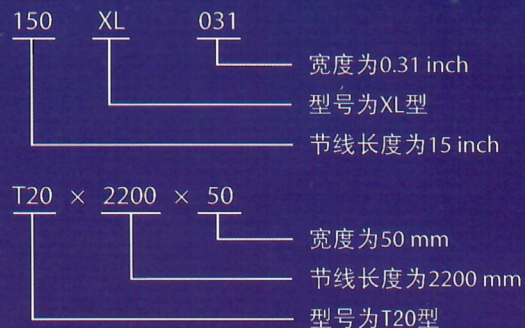 150 XL 031
宽度为0.31 inch
型号为XL型
节线长度为15 inch
T20 × 2200 × 50
宽度为50 mm
节线长度为2200 mm
型号为T20型